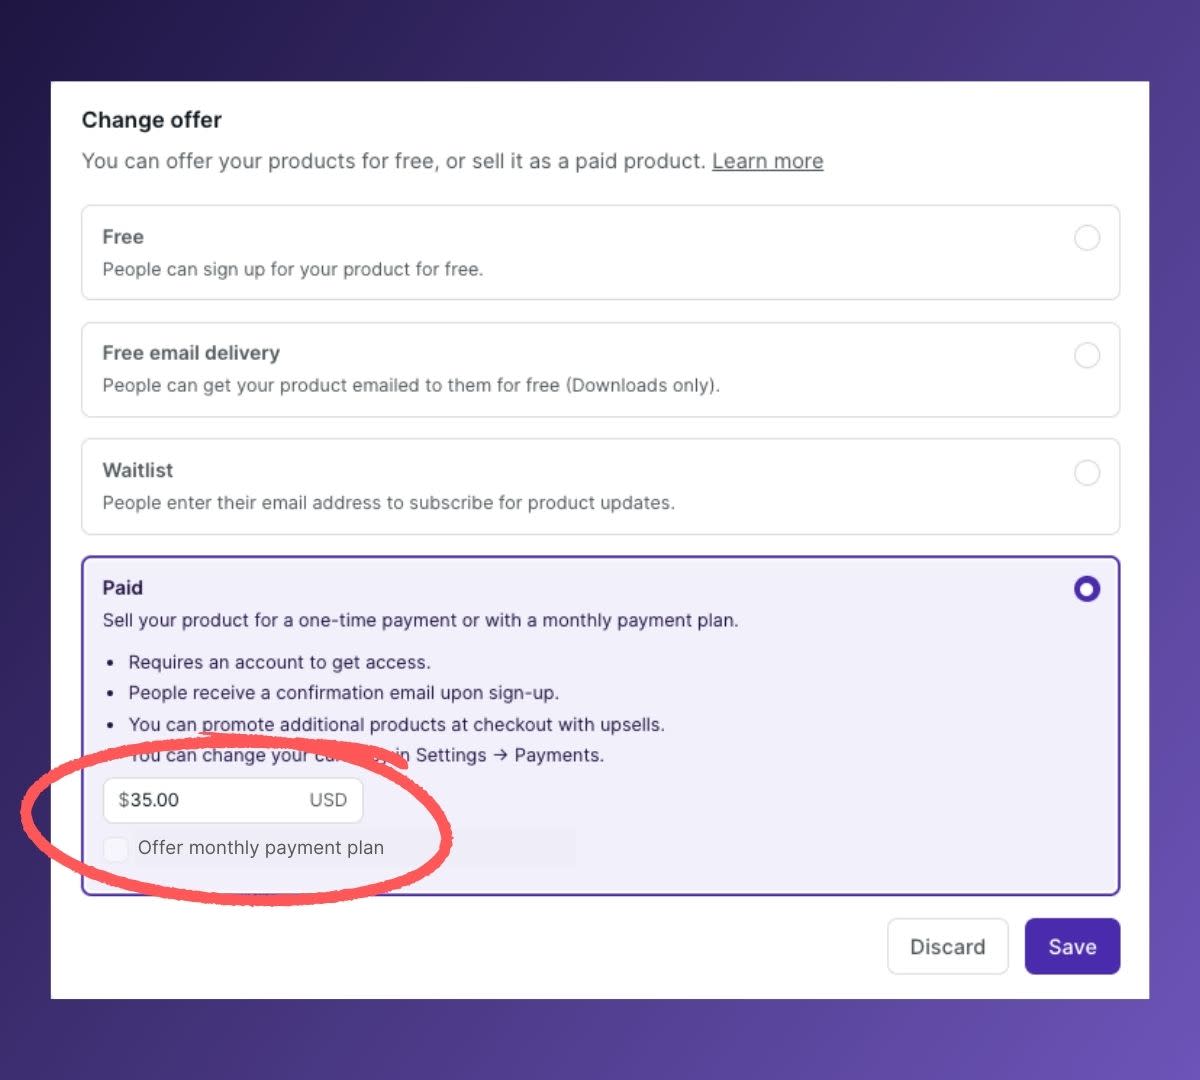 Change offer
You can offer your products for free, or sell it as a paid product. Learn more
Free
People can sign up for your product for free.
Free email delivery
People can get your product emailed to them for free (Downloads only).
Waitlist
People enter their email address to subscribe for product updates.
Paid
Sell your product for a one-time payment or with a monthly payment plan.
• Requires an account to get access.
• People receive a confirmation email upon sign-up.
• You can promote additional products at checkout with upsells.
You can change your in Settings → Payments.
$35.00 USD
Offer monthly payment plan
Discard Save